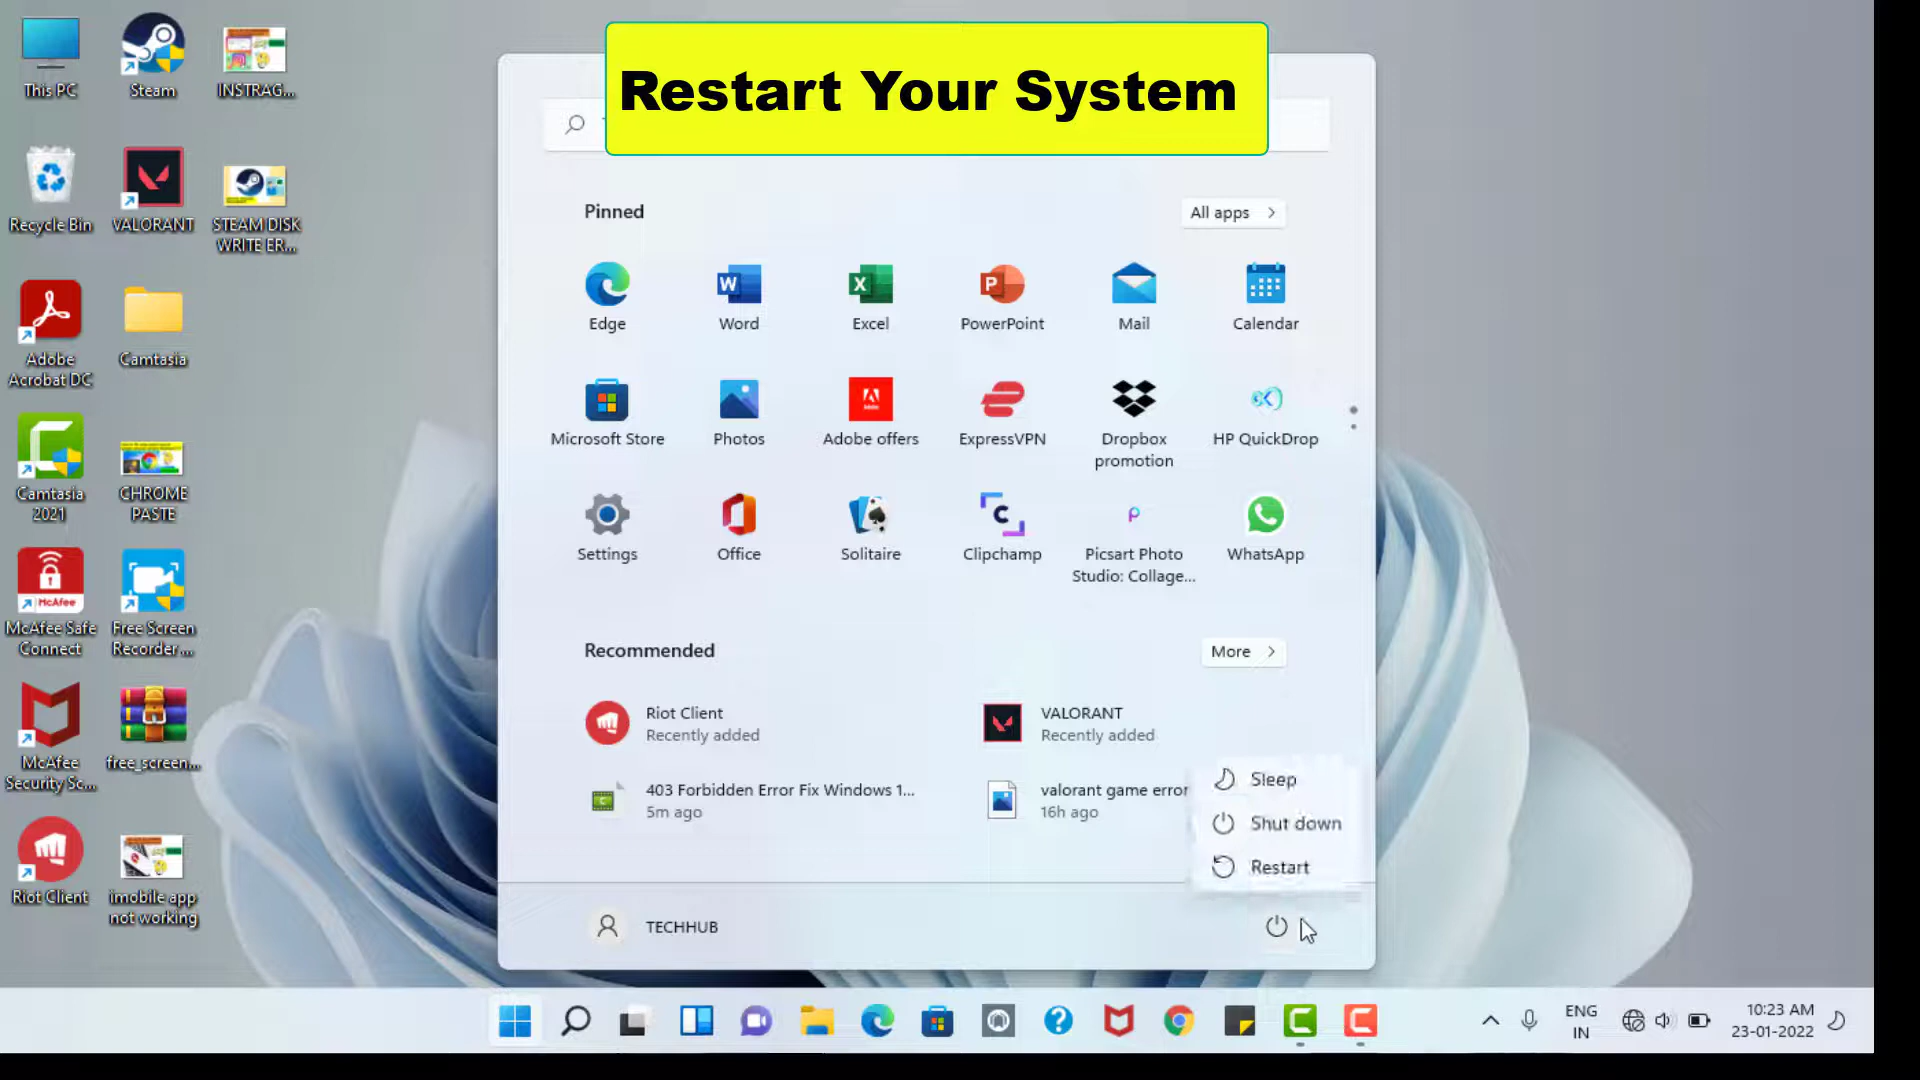 Restart Your System
This PC
Steam
INSTRAG...
Recycle Bin
VALORANT
STEAM DISK
WRITE ER...
Adobe
Acrobat DC
Camtasia
Camtasia
2021
CHROME
PASTE
McAfee
McAfee Safe
Connect
Free Screen
Recorder ...
McAfee
Security Sc...
free_screen...
Riot Client
imobile app
not working
Pinned
All apps
Edge
Word
Excel
PowerPoint
Mail
Calendar
Microsoft Store
Photos
Adobe offers
ExpressVPN
Dropbox
promotion
HP QuickDrop
Settings
Office
Solitaire
Clipchamp
Picsart Photo
Studio: Collage...
WhatsApp
Recommended
More
Riot Client
Recently added
VALORANT
Recently added
403 Forbidden Error Fix Windows 1...
5m ago
valorant game error
16h ago
Sleep
Shut down
Restart
TECHHUB
ENG
IN
10:23 AM
23-01-2022